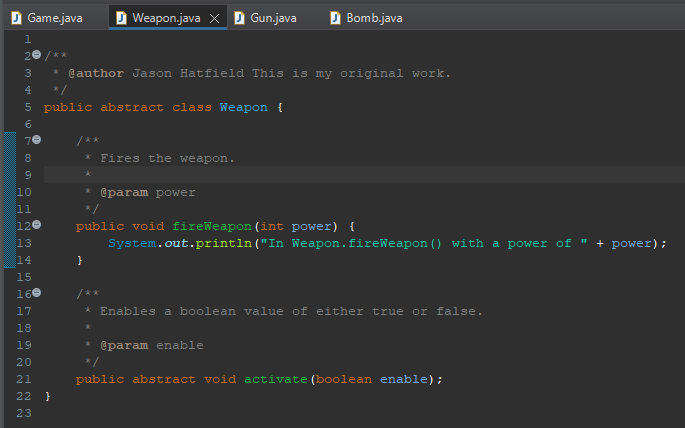 Game.java Weapon.java Gun.java Bomb.java
1
2 /**
3  * @author Jason Hatfield This is my original work.
4  */
5 public abstract class Weapon {
6
7     /**
8      * Fires the weapon.
9      *
10      * @param power
11      */
12     public void fireWeapon(int power) {
13         System.out.println("In Weapon.fireWeapon() with a power of " + power);
14     }
15
16     /**
17      * Enables a boolean value of either true or false.
18      *
19      * @param enable
20      */
21     public abstract void activate(boolean enable);
22 }
23